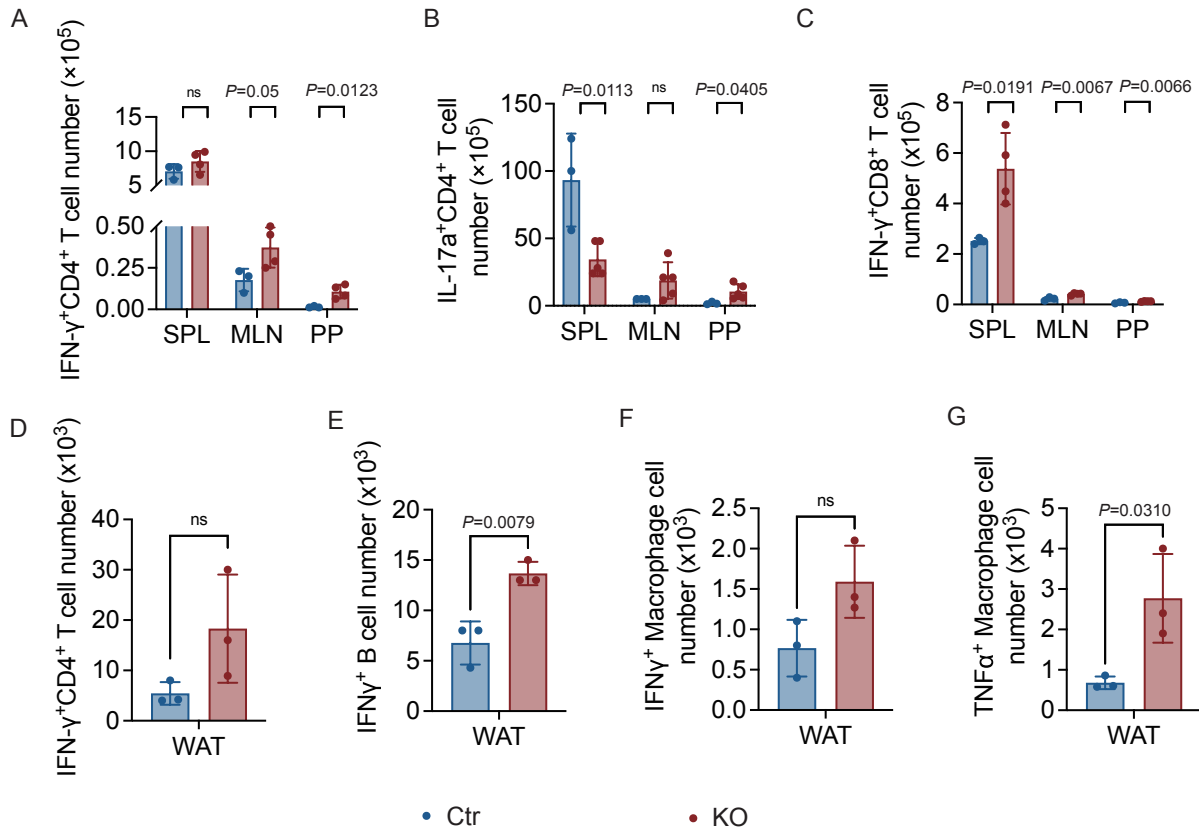 A
IFN-γ⁺CD4⁺ T cell number (×10⁵)
ns
P=0.05
P=0.0123
10
5
0.50
0.25
0.00
SPL
MLN
PP
B
IL-17a⁺CD4⁺ T cell
number (×10⁵)
P=0.0113
ns
P=0.0405
150
100
50
0
SPL
MLN
PP
C
IFN-γ⁺CD8⁺ T cell
number (x10⁵)
P=0.0191
P=0.0067
P=0.0066
8
6
4
2
0
SPL
MLN
PP
D
IFN-γ⁺CD4⁺ T cell number (x10³)
ns
40
30
20
10
0
WAT
E
IFNγ⁺ B cell number (x10³)
P=0.0079
15
10
5
0
WAT
F
IFNγ⁺ Macrophage cell
number (x10³)
ns
2.5
2.0
1.5
1.0
0.5
0.0
WAT
G
TNFα⁺ Macrophage cell
number (x10³)
P=0.0310
5
4
3
2
1
0
WAT
Ctr
KO